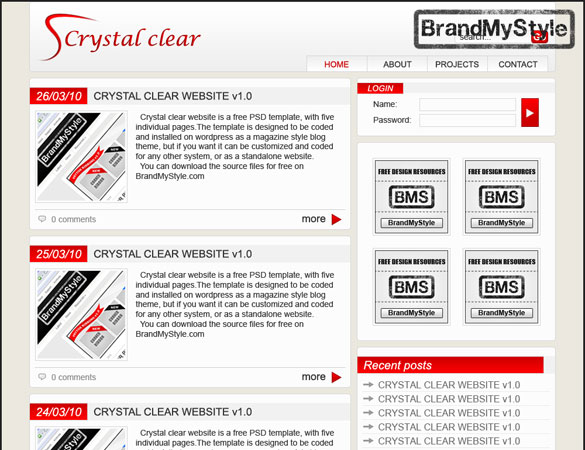 Crystal clear
BrandMyStyle
search...
HOME
ABOUT
PROJECTS
CONTACT
26/03/10 CRYSTAL CLEAR WEBSITE v1.0
BrandMyStyle
Crystal clear website is a free PSD template, with five
individual pages.The template is designed to be coded
and installed on wordpress as a magazine style blog
theme, but if you want it can be customized and coded
for any other system, or as a standalone website.
You can download the source files for free on
BrandMyStyle.com
0 comments
more
25/03/10 CRYSTAL CLEAR WEBSITE v1.0
BrandMyStyle
Crystal clear website is a free PSD template, with five
individual pages.The template is designed to be coded
and installed on wordpress as a magazine style blog
theme, but if you want it can be customized and coded
for any other system, or as a standalone website.
You can download the source files for free on
BrandMyStyle.com
0 comments
more
24/03/10 CRYSTAL CLEAR WEBSITE v1.0
Crystal clear website is a free PSD template, with five
individual pages.The template is designed to be coded
LOGIN
Name:
Password:
FREE DESIGN RESOURCES
BMS
BrandMyStyle
FREE DESIGN RESOURCES
BMS
BrandMyStyle
FREE DESIGN RESOURCES
BMS
BrandMyStyle
FREE DESIGN RESOURCES
BMS
BrandMyStyle
Recent posts
CRYSTAL CLEAR WEBSITE v1.0
CRYSTAL CLEAR WEBSITE v1.0
CRYSTAL CLEAR WEBSITE v1.0
CRYSTAL CLEAR WEBSITE v1.0
CRYSTAL CLEAR WEBSITE v1.0